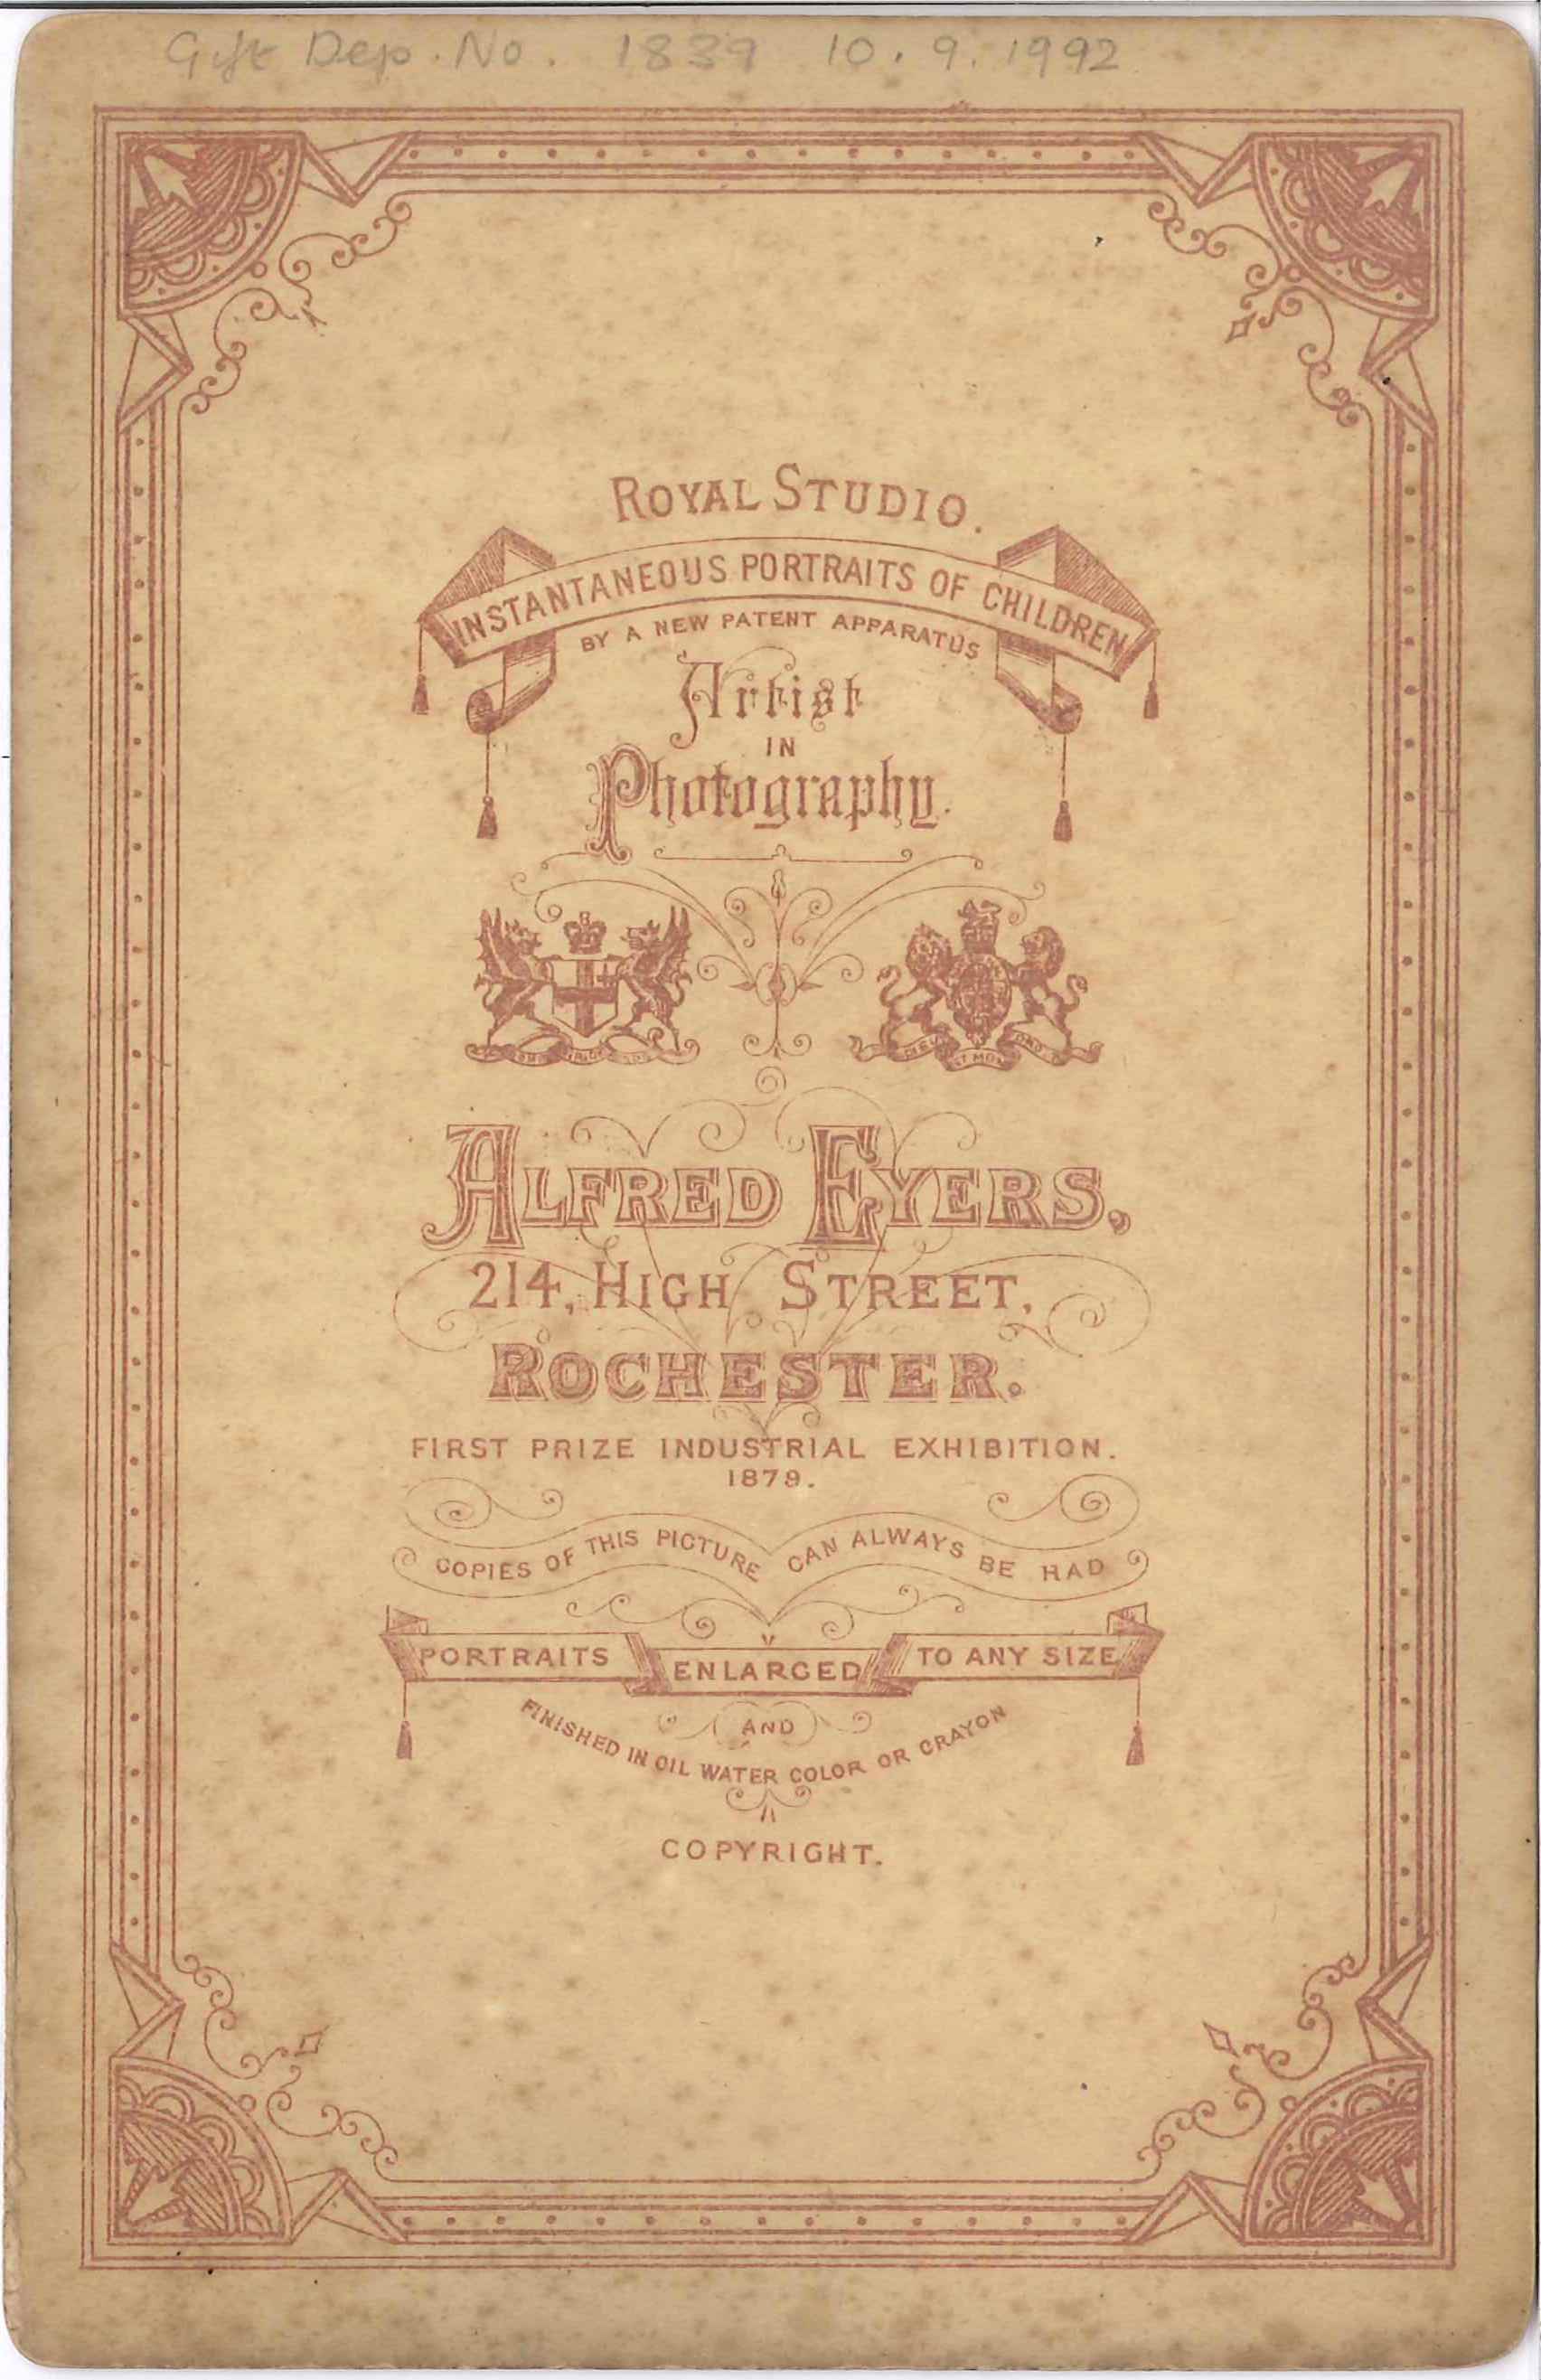 Gift Dep. No. 1839 10.9.1992
ROYAL STUDIO.
INSTANTANEOUS PORTRAITS OF CHILDREN
BY A NEW PATENT APPARATUS
Artist
IN
Photography.
ALFRED EYERS,
214, HIGH STREET,
ROCHESTER.
FIRST PRIZE INDUSTRIAL EXHIBITION.
1879.
COPIES OF THIS PICTURE CAN ALWAYS BE HAD
PORTRAITS ENLARGED TO ANY SIZE
AND
FINISHED IN OIL WATER COLOR OR CRAYON
COPYRIGHT.